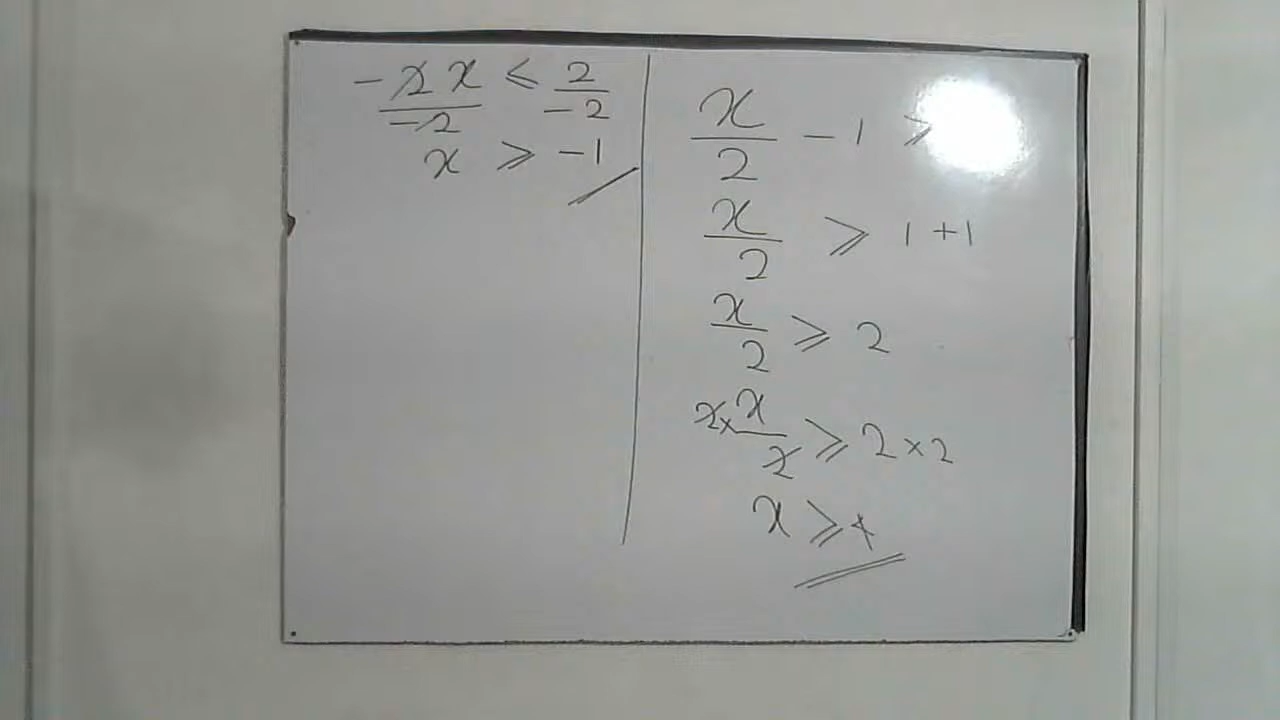 -2x ≤ 2
-2 -2
x ≥ -1
x/2 - 1 ≥
x/2 ≥ 1 + 1
x/2 ≥ 2
2 × x/2 ≥ 2 × 2
x ≥ 4